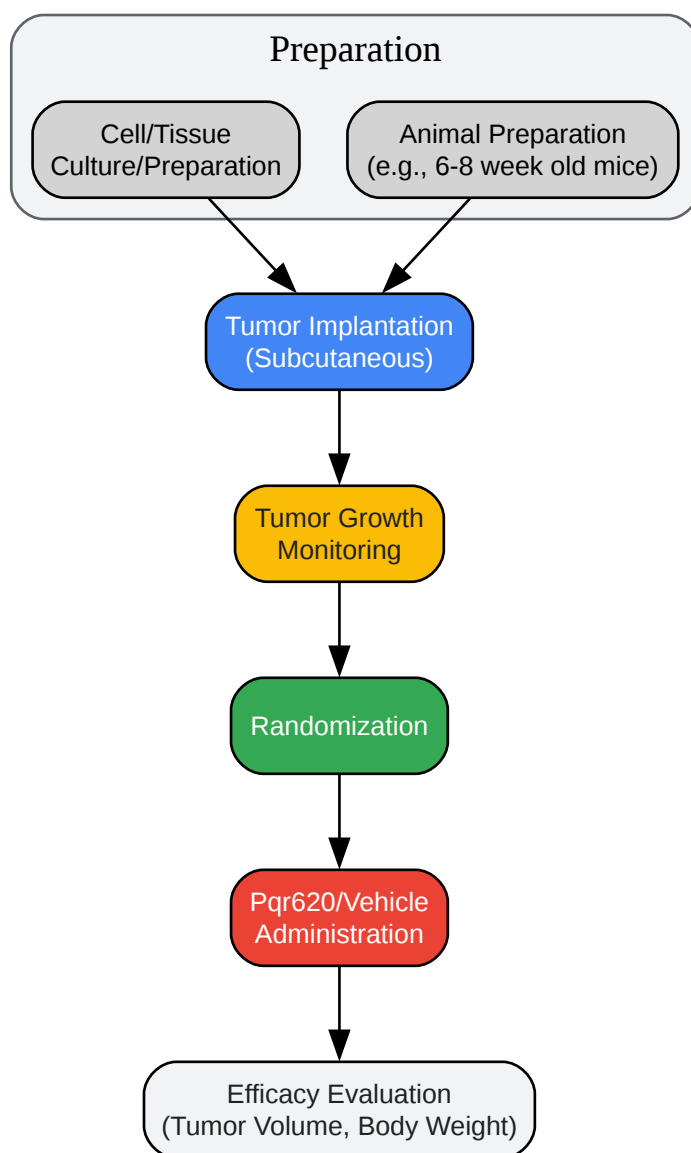 Preparation
Cell/Tissue
Culture/Preparation
Animal Preparation
(e.g., 6-8 week old mice)
Tumor Implantation
(Subcutaneous)
Tumor Growth
Monitoring
Randomization
Pqr620/Vehicle
Administration
Efficacy Evaluation
(Tumor Volume, Body Weight)